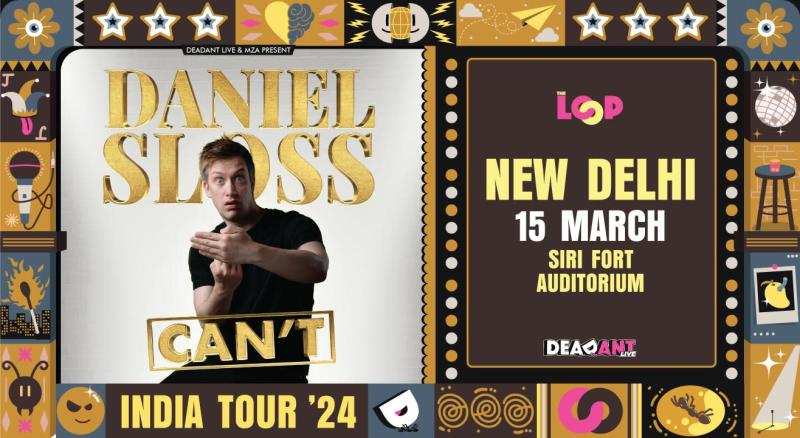 DEADANT LIVE & MZA PRESENT
DANIEL
SLOSS
CAN'T
INDIA TOUR '24
THE
LOOP
NEW DELHI
15 MARCH
SIRI FORT
AUDITORIUM
DEADANT
LIVE